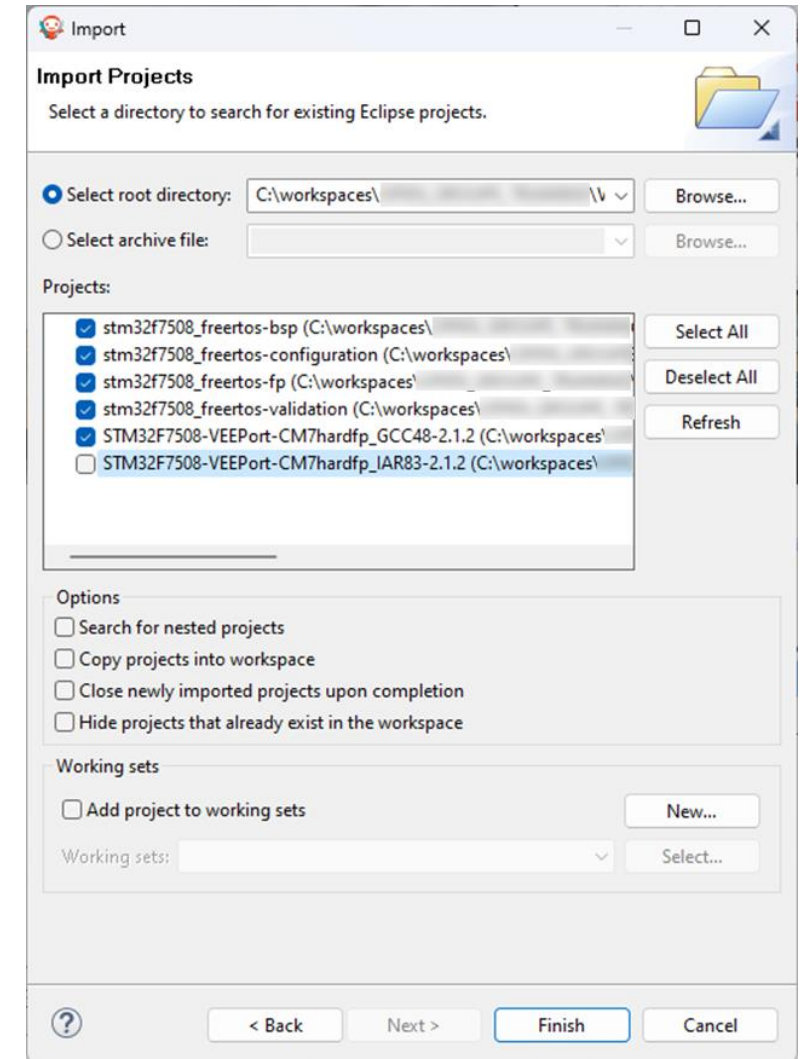 Import
Import Projects
Select a directory to search for existing Eclipse projects.
Select root directory: C:\workspaces\ \V Browse...
Select archive file: Browse...
Projects:
stm32f7508_freertos-bsp (C:\workspaces\ Select All
stm32f7508_freertos-configuration (C:\workspaces\
stm32f7508_freertos-fp (C:\workspaces\ Deselect All
stm32f7508_freertos-validation (C:\workspaces\
STM32F7508-VEEPort-CM7hardfp_GCC48-2.1.2 (C:\workspaces\ Refresh
STM32F7508-VEEPort-CM7hardfp_IAR83-2.1.2 (C:\workspaces\
Options
Search for nested projects
Copy projects into workspace
Close newly imported projects upon completion
Hide projects that already exist in the workspace
Working sets
Add project to working sets New...
Working sets: Select...
? < Back Next > Finish Cancel